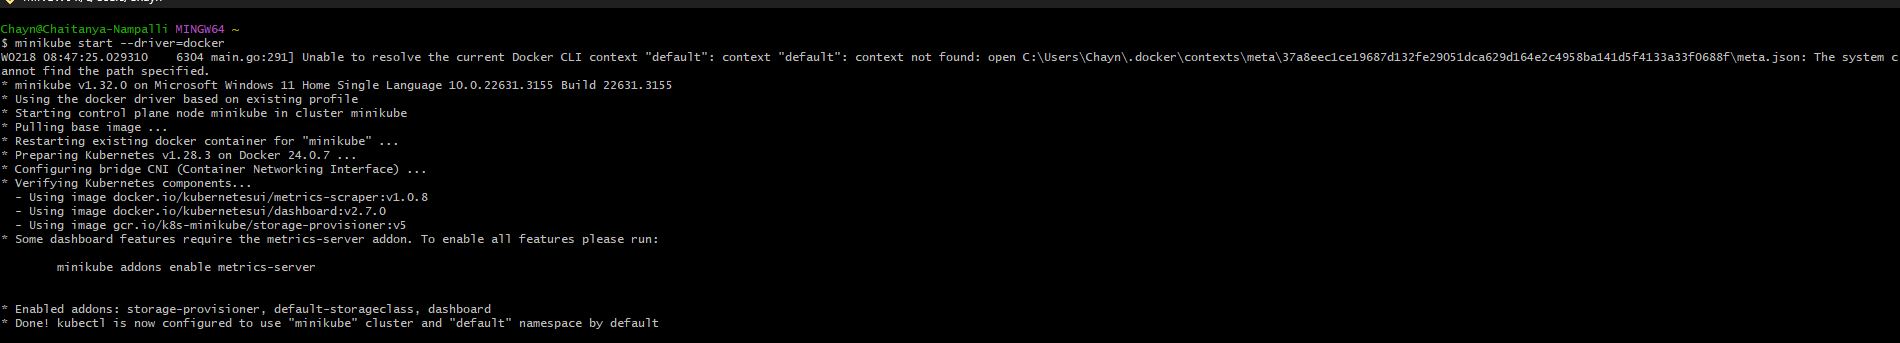 Chayn@Chaitanya-Nampalli MINGW64 ~
$ minikube start --driver=docker
W0218 08:47:25.029310    6304 main.go:291] Unable to resolve the current Docker CLI context "default": context "default": context not found: open C:\Users\Chayn\.docker\contexts\meta\37a8eec1ce19687d132fe29051dca629d164e2c4958ba141d5f4133a33f0688f\meta.json: The system c
annot find the path specified.
* minikube v1.32.0 on Microsoft Windows 11 Home Single Language 10.0.22631.3155 Build 22631.3155
* Using the docker driver based on existing profile
* Starting control plane node minikube in cluster minikube
* Pulling base image ...
* Restarting existing docker container for "minikube" ...
* Preparing Kubernetes v1.28.3 on Docker 24.0.7 ...
* Configuring bridge CNI (Container Networking Interface) ...
* Verifying Kubernetes components...
  - Using image docker.io/kubernetesui/metrics-scraper:v1.0.8
  - Using image docker.io/kubernetesui/dashboard:v2.7.0
  - Using image gcr.io/k8s-minikube/storage-provisioner:v5
* Some dashboard features require the metrics-server addon. To enable all features please run:
        minikube addons enable metrics-server
* Enabled addons: storage-provisioner, default-storageclass, dashboard
* Done! kubectl is now configured to use "minikube" cluster and "default" namespace by default